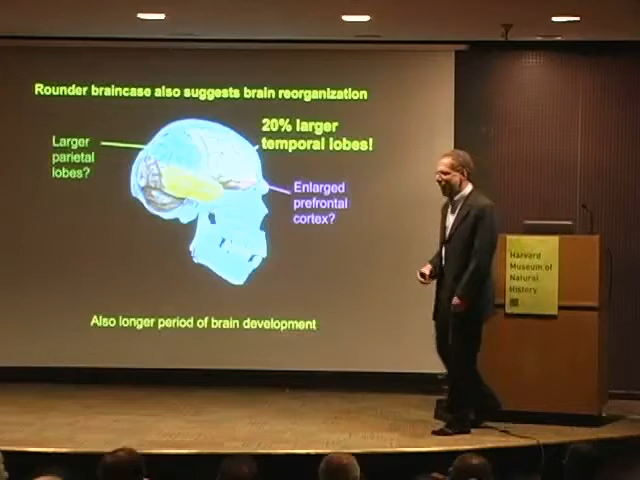 Rounder braincase also suggests brain reorganization
20% larger
temporal lobes!
Larger
parietal
lobes?
Enlarged
prefrontal
cortex?
Also longer period of brain development
Harvard
Museum of
Natural
History